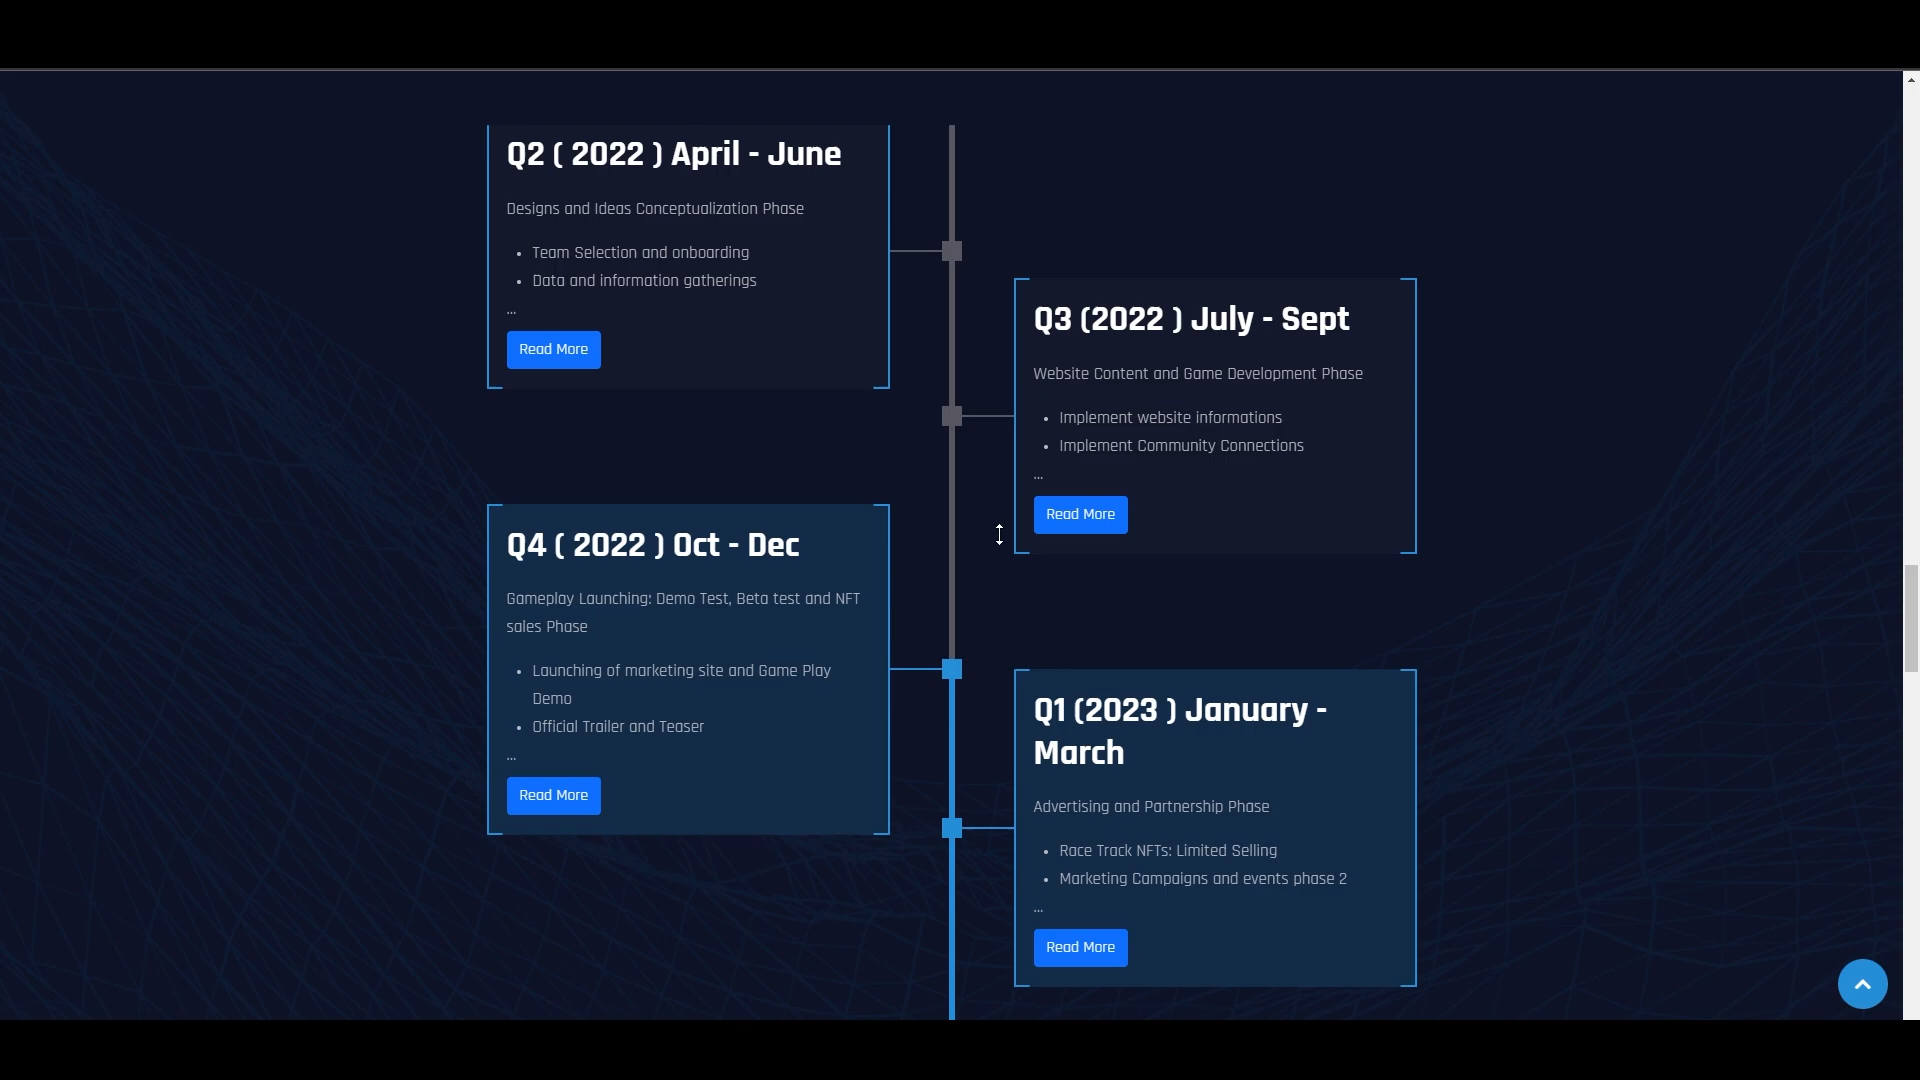 Q2 ( 2022 ) April - June
Designs and Ideas Conceptualization Phase
• Team Selection and onboarding
• Data and information gatherings
...
Read More
Q3 (2022 ) July - Sept
Website Content and Game Development Phase
• Implement website informations
• Implement Community Connections
...
Read More
Q4 ( 2022 ) Oct - Dec
Gameplay Launching: Demo Test, Beta test and NFT
sales Phase
• Launching of marketing site and Game Play
Demo
• Official Trailer and Teaser
...
Read More
Q1 (2023 ) January -
March
Advertising and Partnership Phase
• Race Track NFTs: Limited Selling
• Marketing Campaigns and events phase 2
...
Read More